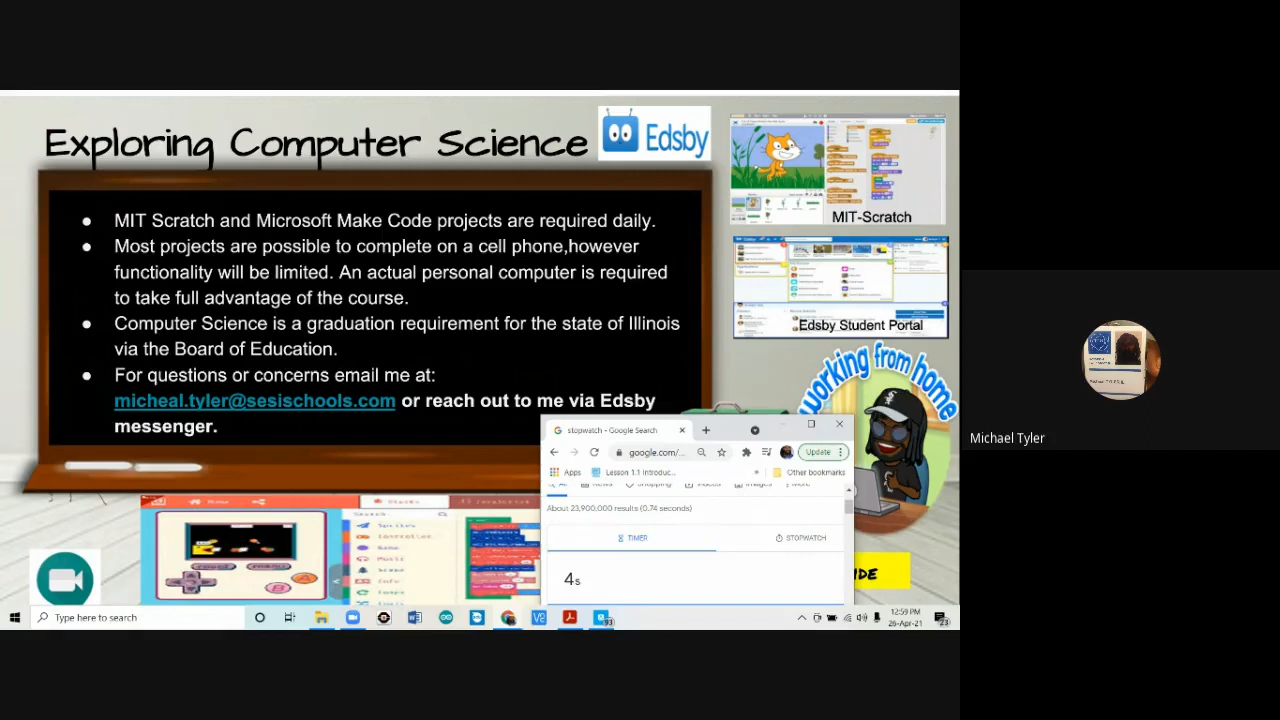 Exploring Computer Science
Edsby
MIT Scratch and Microsoft Make Code projects are required daily.
Most projects are possible to complete on a cell phone,however
functionality will be limited. An actual personal computer is required
to take full advantage of the course.
Computer Science is a graduation requirement for the state of Illinois
via the Board of Education.
For questions or concerns email me at:
micheal.tyler@sesischools.com or reach out to me via Edsby
messenger.
MIT-Scratch
Edsby Student Portal
working from home
stopwatch - Google Search
google.com/...
Update
Apps
Lesson 1.1 Introduc...
Other bookmarks
About 23,900,000 results (0.74 seconds)
TIMER
STOPWATCH
4s
Type here to search
12:59 PM
26-Apr-21
Michael Tyler